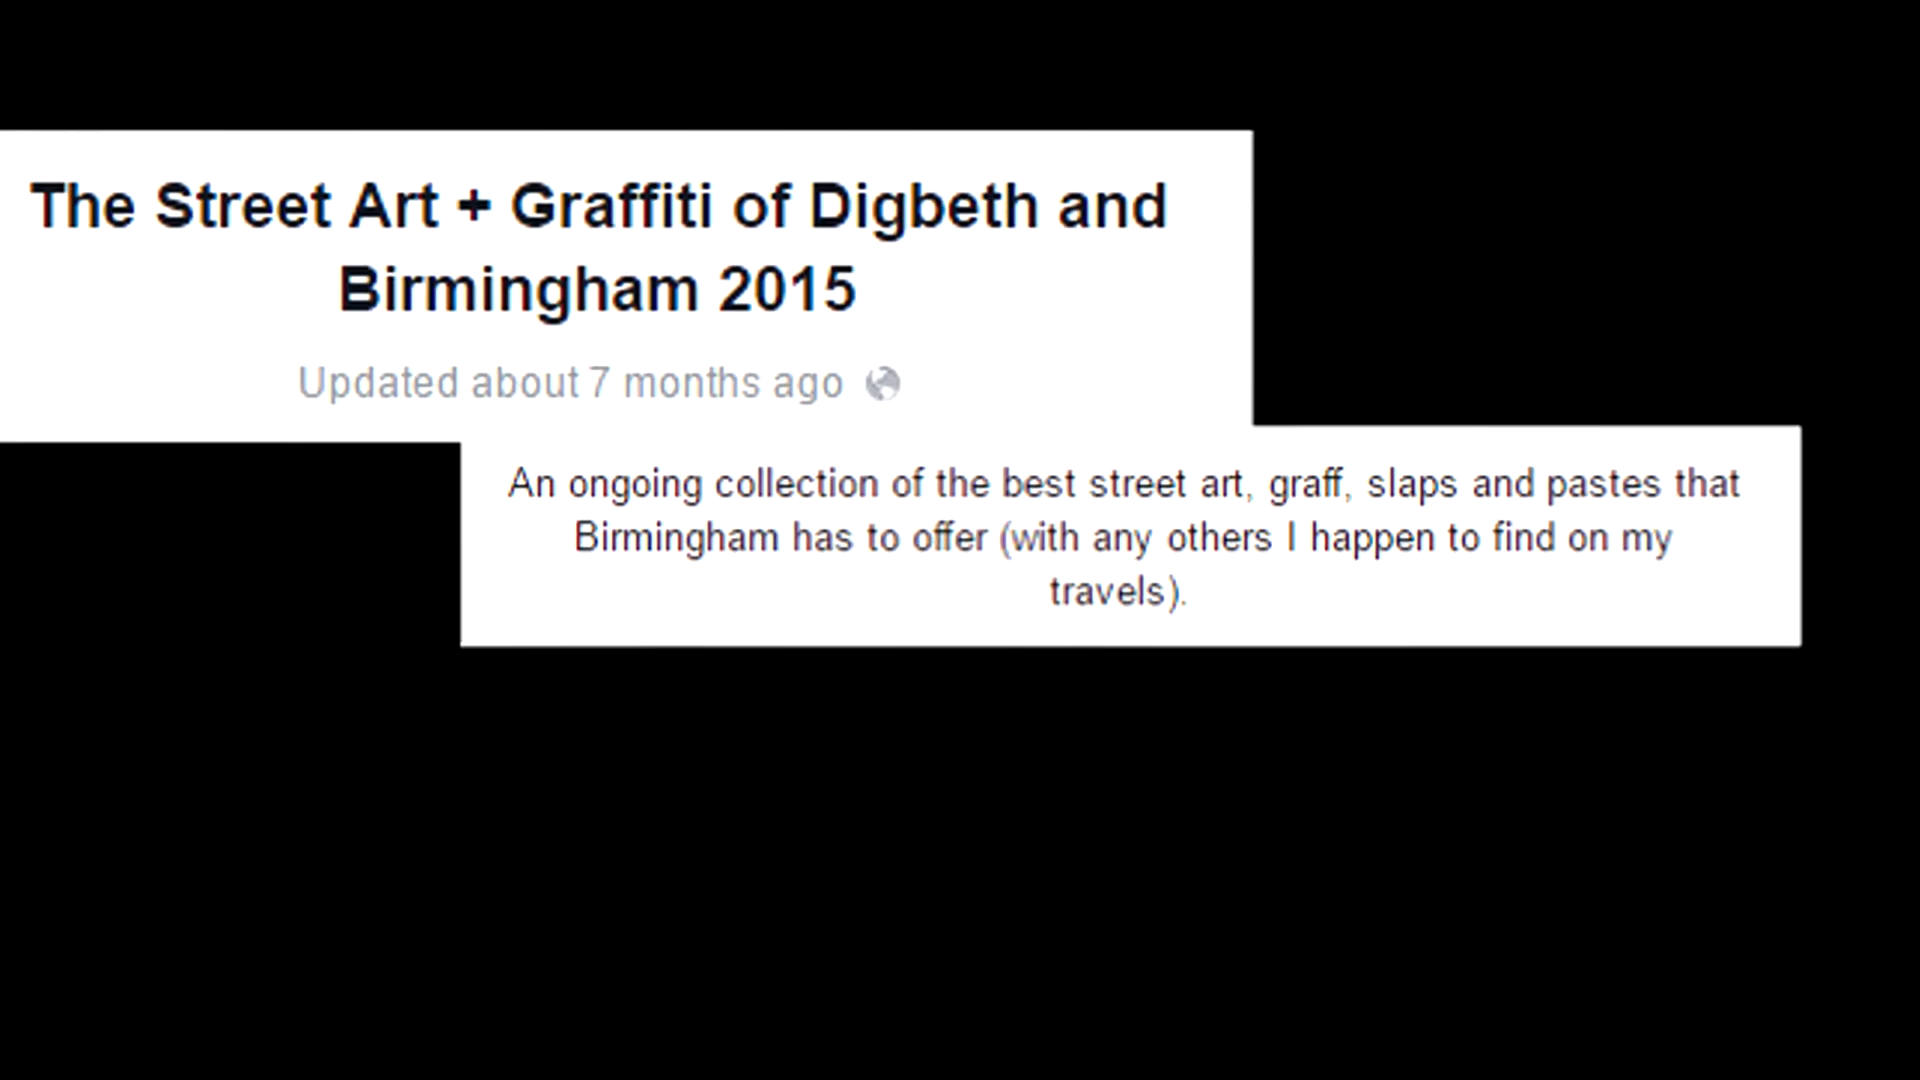 The Street Art + Graffiti of Digbeth and
Birmingham 2015
Updated about 7 months ago
An ongoing collection of the best street art, graff, slaps and pastes that
Birmingham has to offer (with any others I happen to find on my
travels).